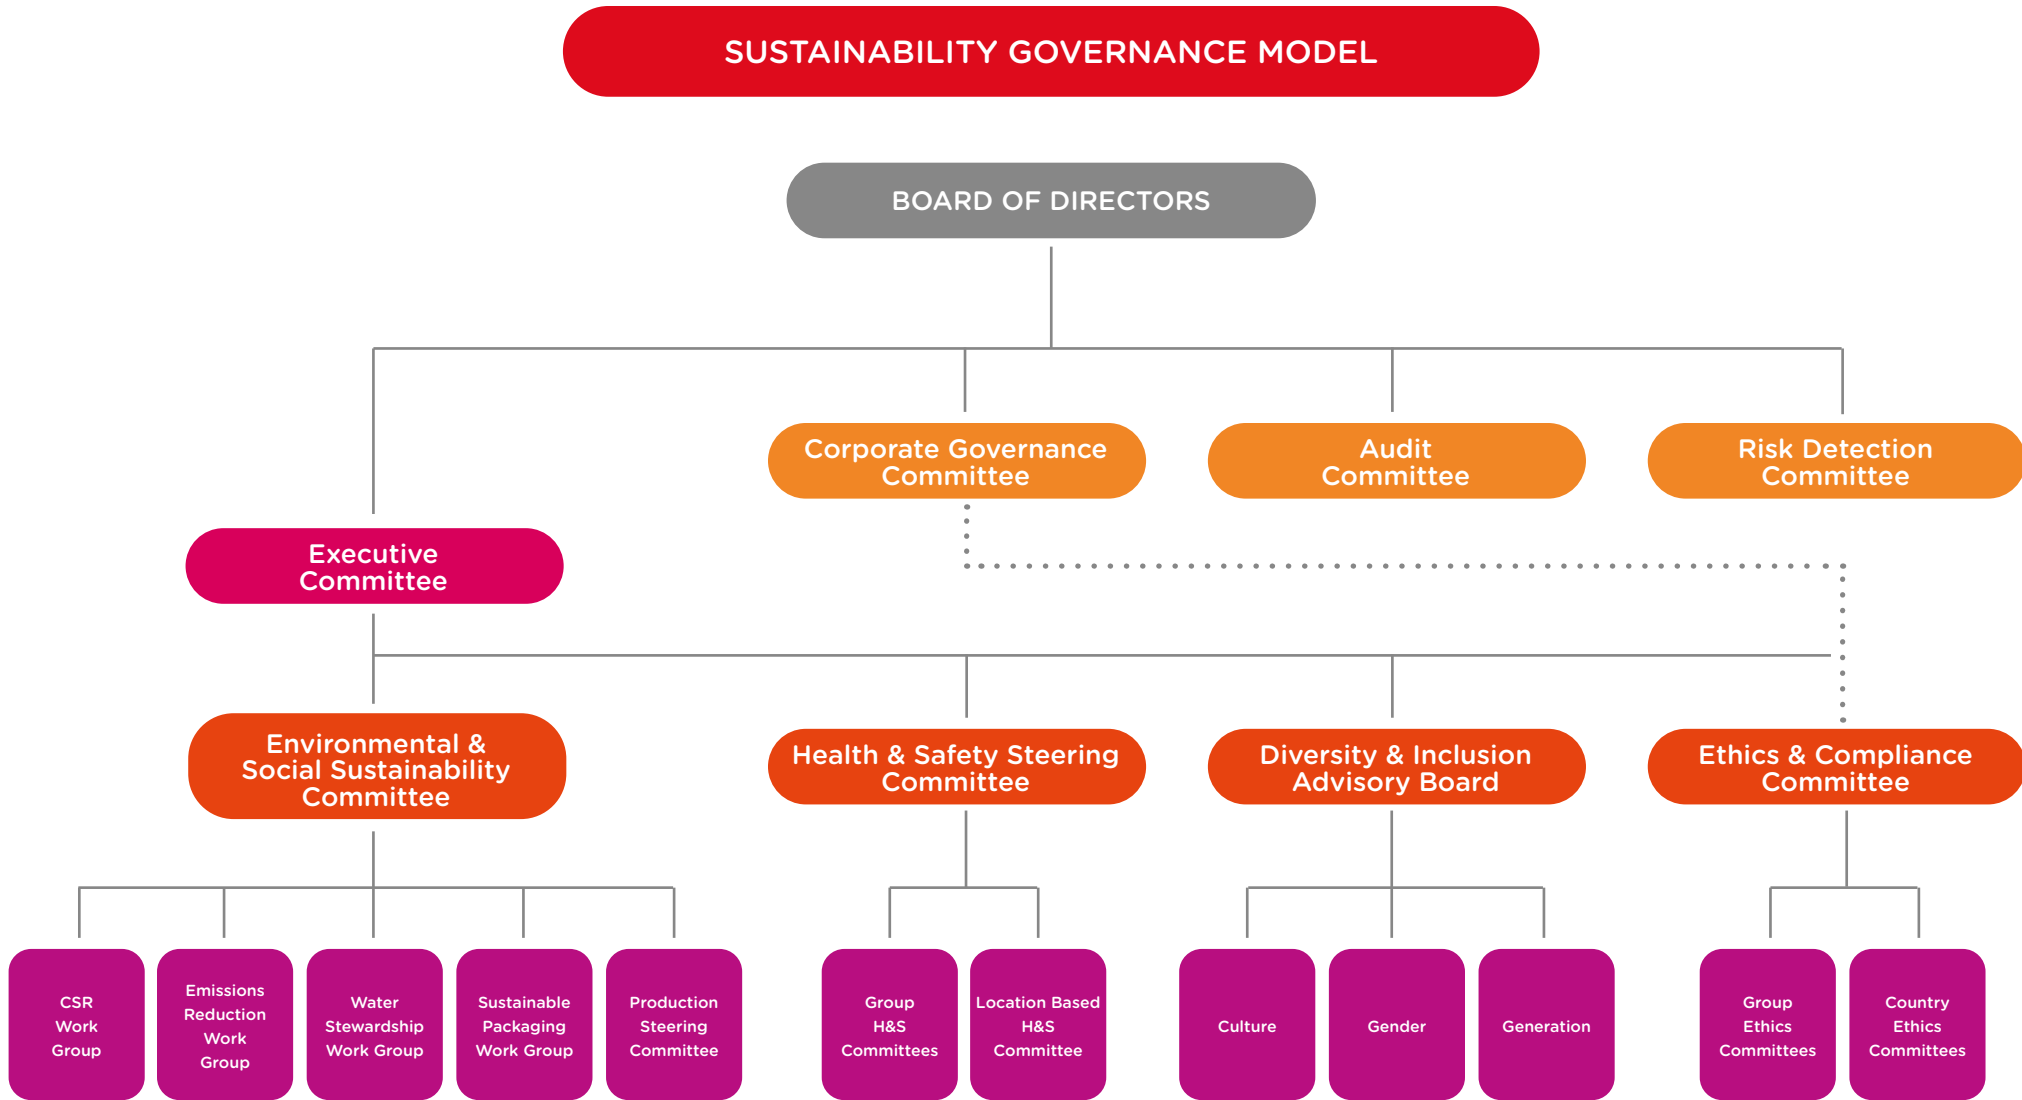 SUSTAINABILITY GOVERNANCE MODEL
BOARD OF DIRECTORS
Corporate Governance
Committee
Audit
Committee
Risk Detection
Committee
Executive
Committee
Environmental &
Social Sustainability
Committee
Health & Safety Steering
Committee
Diversity & Inclusion
Advisory Board
Ethics & Compliance
Committee
CSR
Work
Group
Emissions
Reduction
Work
Group
Water
Stewardship
Work Group
Sustainable
Packaging
Work Group
Production
Steering
Committee
Group
H&S
Committees
Location Based
H&S
Committee
Culture
Gender
Generation
Group
Ethics
Committees
Country
Ethics
Committees